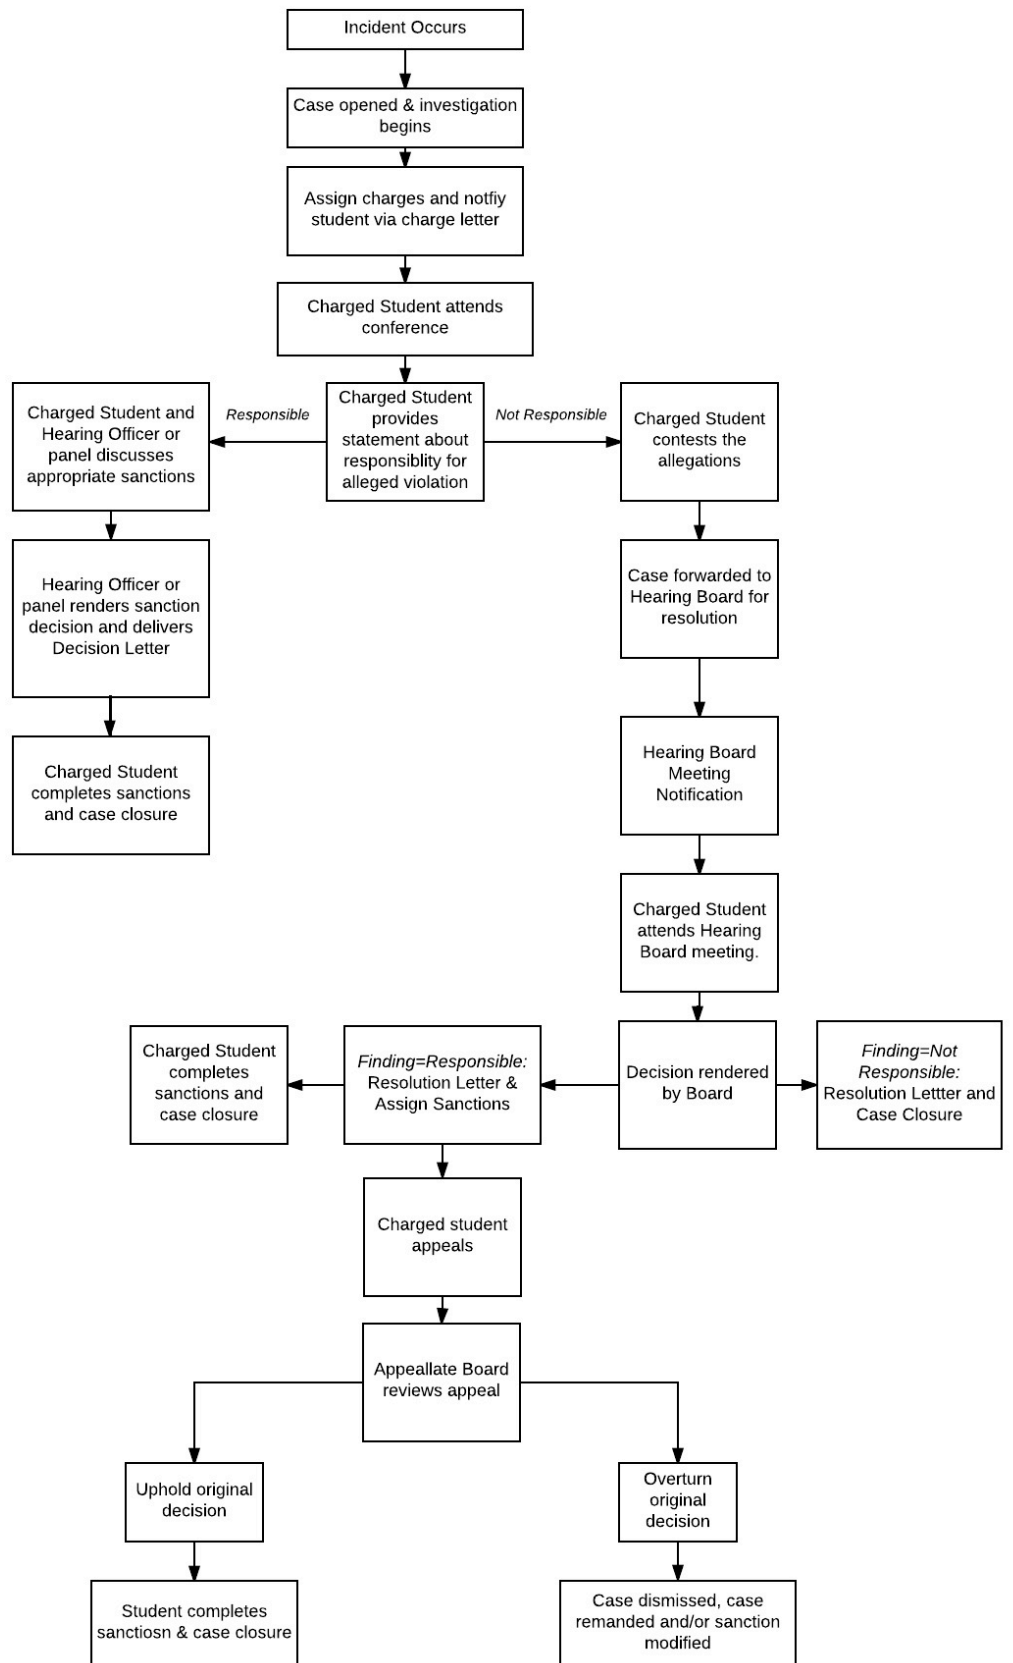 Incident Occurs
Case opened & investigation
begins
Assign charges and notfiy
student via charge letter
Charged Student attends
conference
Charged Student and
Hearing Officer or
panel discusses
appropriate sanctions
Responsible
Charged Student
provides
statement about
responsiblity for
alleged violation
Not Responsible
Charged Student
contests the
allegations
Hearing Officer or
panel renders sanction
decision and delivers
Decision Letter
Case forwarded to
Hearing Board for
resolution
Charged Student
completes sanctions
and case closure
Hearing Board
Meeting
Notification
Charged Student
attends Hearing
Board meeting.
Charged Student
completes
sanctions and
case closure
Finding=Responsible:
Resolution Letter &
Assign Sanctions
Decision rendered
by Board
Finding=Not
Responsible:
Resolution Lettter and
Case Closure
Charged student
appeals
Appeallate Board
reviews appeal
Uphold original
decision
Overturn
original
decision
Student completes
sanctiosn & case closure
Case dismissed, case
remanded and/or sanction
modified